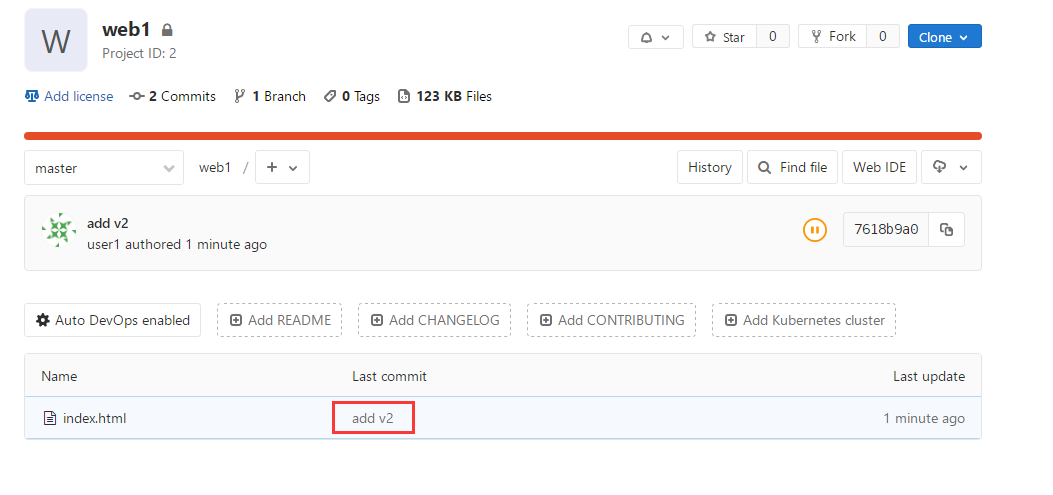 W
web1
Project ID: 2
Star 0 Fork 0 Clone
Add license 2 Commits 1 Branch 0 Tags 123 KB Files
master web1 / + History Find file Web IDE
add v2
user1 authored 1 minute ago
7618b9a0
Auto DevOps enabled Add README Add CHANGELOG Add CONTRIBUTING Add Kubernetes cluster
Name Last commit Last update
index.html add v2 1 minute ago